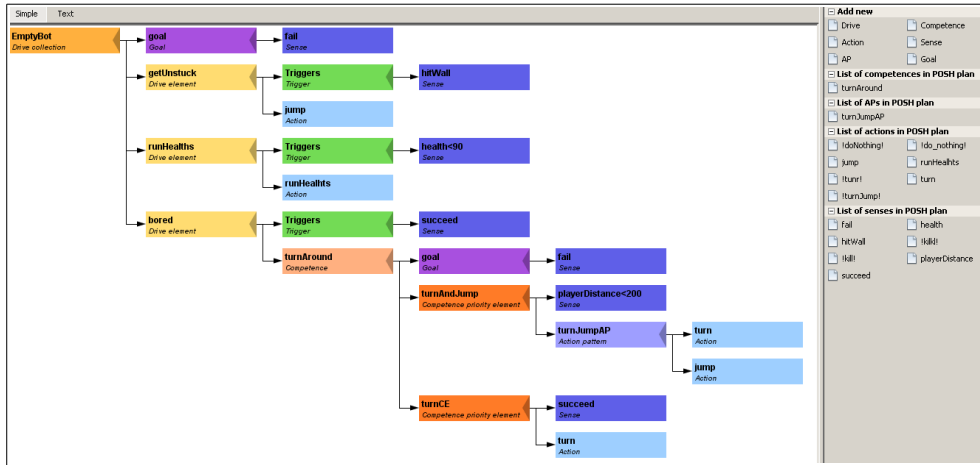 Simple Text
EmptyBot
Drive collection
goal
Goal
fail
Sense
getUnstuck
Drive element
Triggers
Trigger
hitWall
Sense
jump
Action
runHealths
Drive element
Triggers
Trigger
health<90
Sense
runHealhts
Action
bored
Drive element
Triggers
Trigger
succeed
Sense
turnAround
Competence
goal
Goal
fail
Sense
turnAndJump
Competence priority element
playerDistance<200
Sense
turnJumpAP
Action pattern
turn
Action
jump
Action
turnCE
Competence priority element
succeed
Sense
turn
Action
Add new
Drive Competence
Action Sense
AP Goal
List of competences in POSH plan
turnAround
List of APs in POSH plan
turnJumpAP
List of actions in POSH plan
!doNothing! !do_nothing!
jump runHealhts
!tunr! turn
!turnJump!
List of senses in POSH plan
fail health
hitWall !kilkl!
!kill! playerDistance
succeed